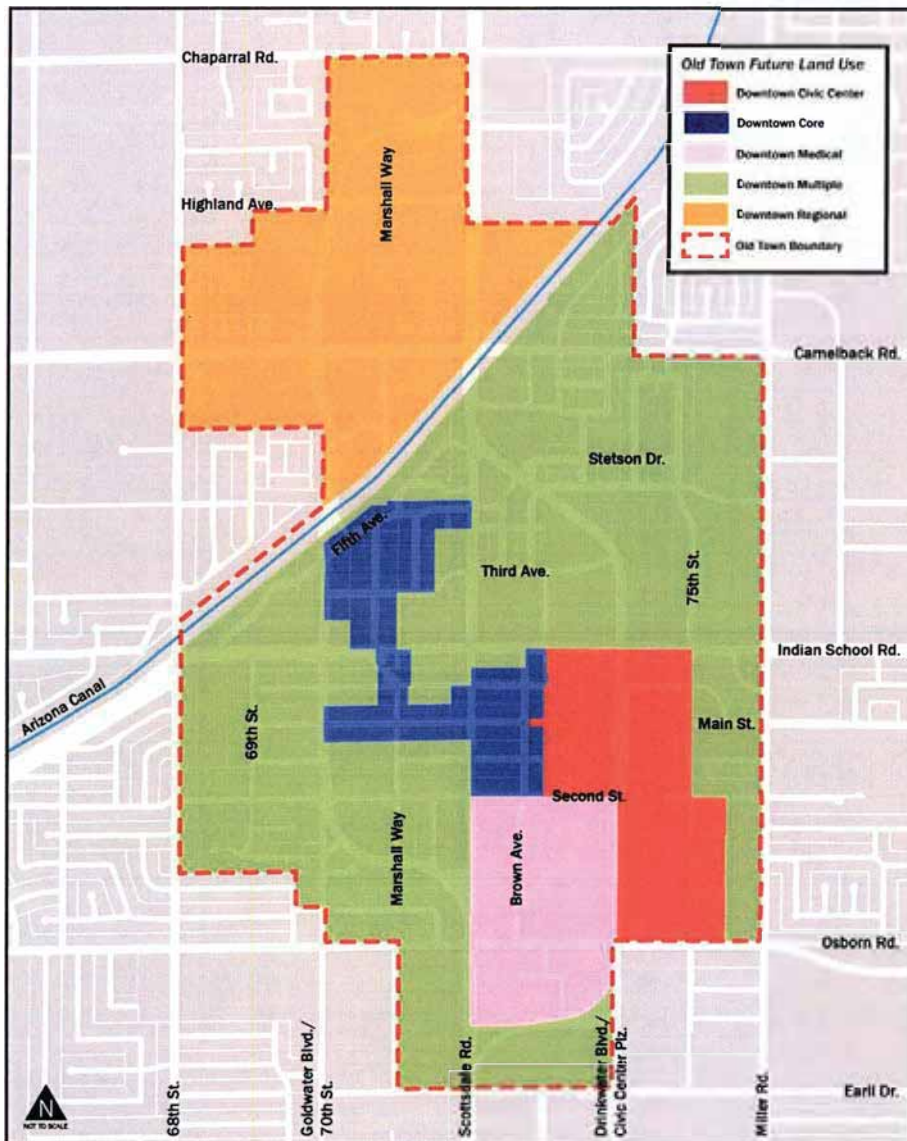 Chaparral Rd.
Old Town Future Land Use
Downtown Civic Center
Downtown Core
Downtown Medical
Downtown Multiple
Downtown Regional
Old Town Boundary
Marshall Way
Highland Ave.
Camelback Rd.
Stetson Dr.
Fifth Ave.
Third Ave.
75th St.
Indian School Rd.
Arizona Canal
69th St.
Main St.
Second St.
Marshall Way
Brown Ave.
Osborn Rd.
68th St.
Goldwater Blvd./
70th St.
Scottsdale Rd.
Drinkwater Blvd./
Civic Center Plz.
Miller Rd.
Earll Dr.
N
NOT TO SCALE